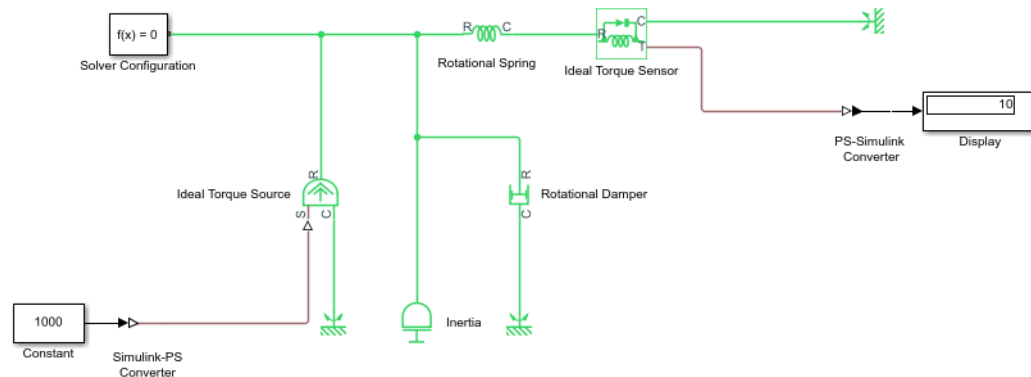 f(x) = 0
Solver Configuration
R
C
Rotational Spring
R
C
T
Ideal Torque Sensor
10
Display
PS-Simulink
Converter
Ideal Torque Source
R
S
C
R
C
Rotational Damper
Inertia
1000
Constant
Simulink-PS
Converter